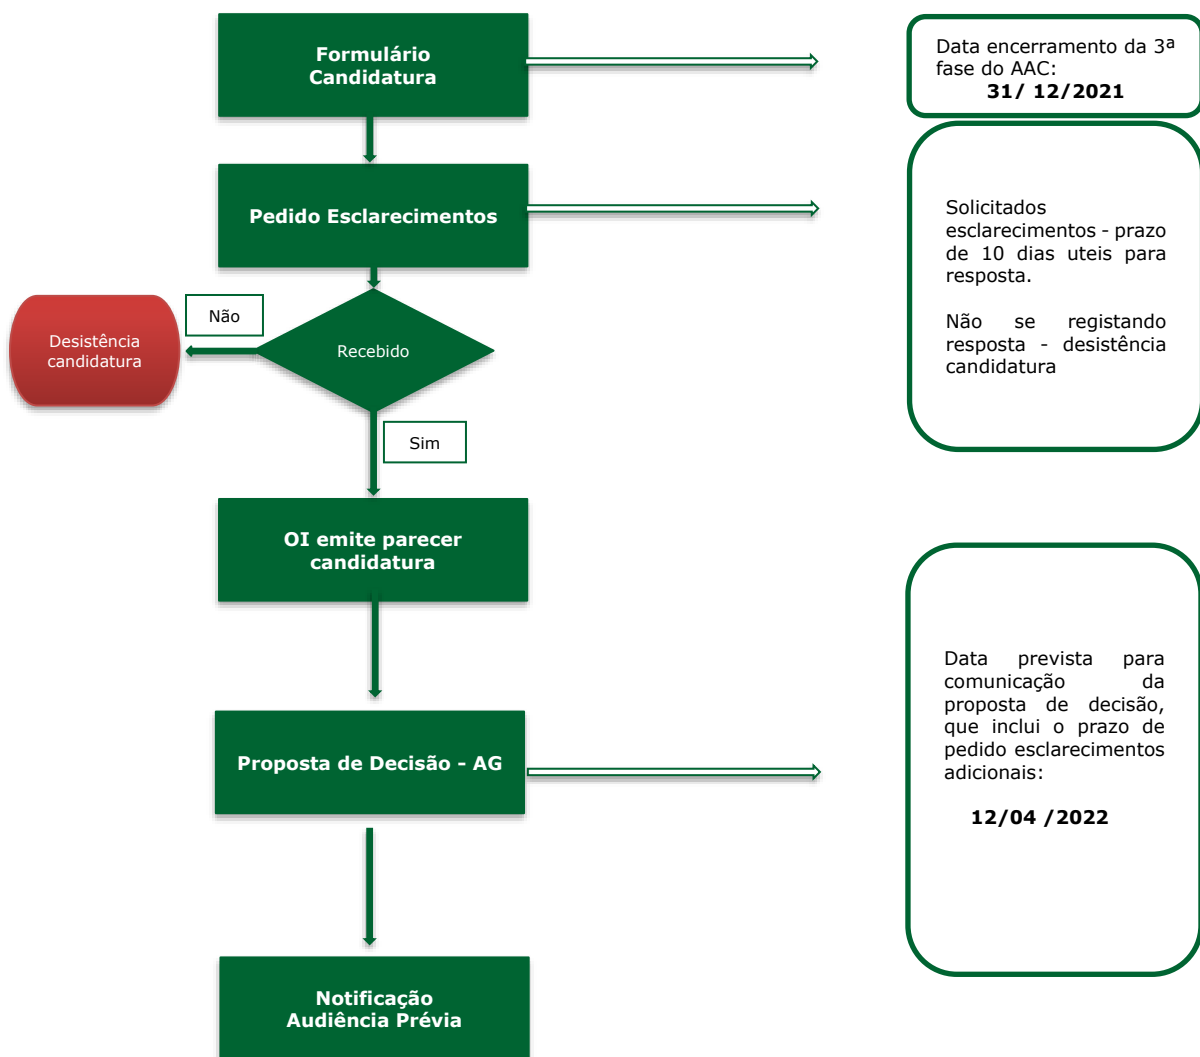 Formulário
Candidatura
Data encerramento da 3ª
fase do AAC:
31/ 12/2021
Pedido Esclarecimentos
Solicitados
esclarecimentos - prazo
de 10 dias uteis para
resposta.
Não se registando
resposta - desistência
candidatura
Não
Desistência
candidatura
Recebido
Sim
OI emite parecer
candidatura
Proposta de Decisão - AG
Data prevista para
comunicação da
proposta de decisão,
que inclui o prazo de
pedido esclarecimentos
adicionais:
12/04 /2022
Notificação
Audiência Prévia